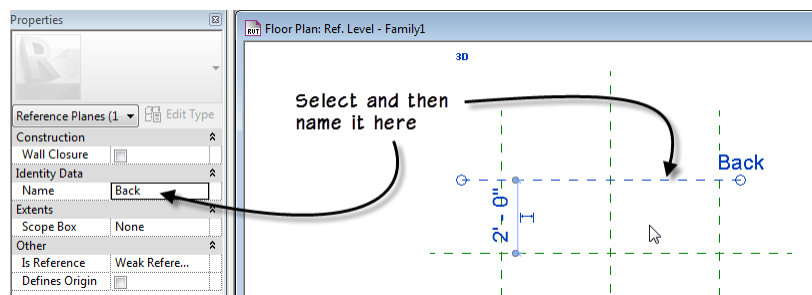 Properties
Floor Plan: Ref. Level - Family1
3D
Select and then
name it here
Reference Planes (1
Edit Type
Construction
Wall Closure
Identity Data
Name Back
Extents
Scope Box None
Other
Is Reference Weak Refere...
Defines Origin
Back
2' - 0"